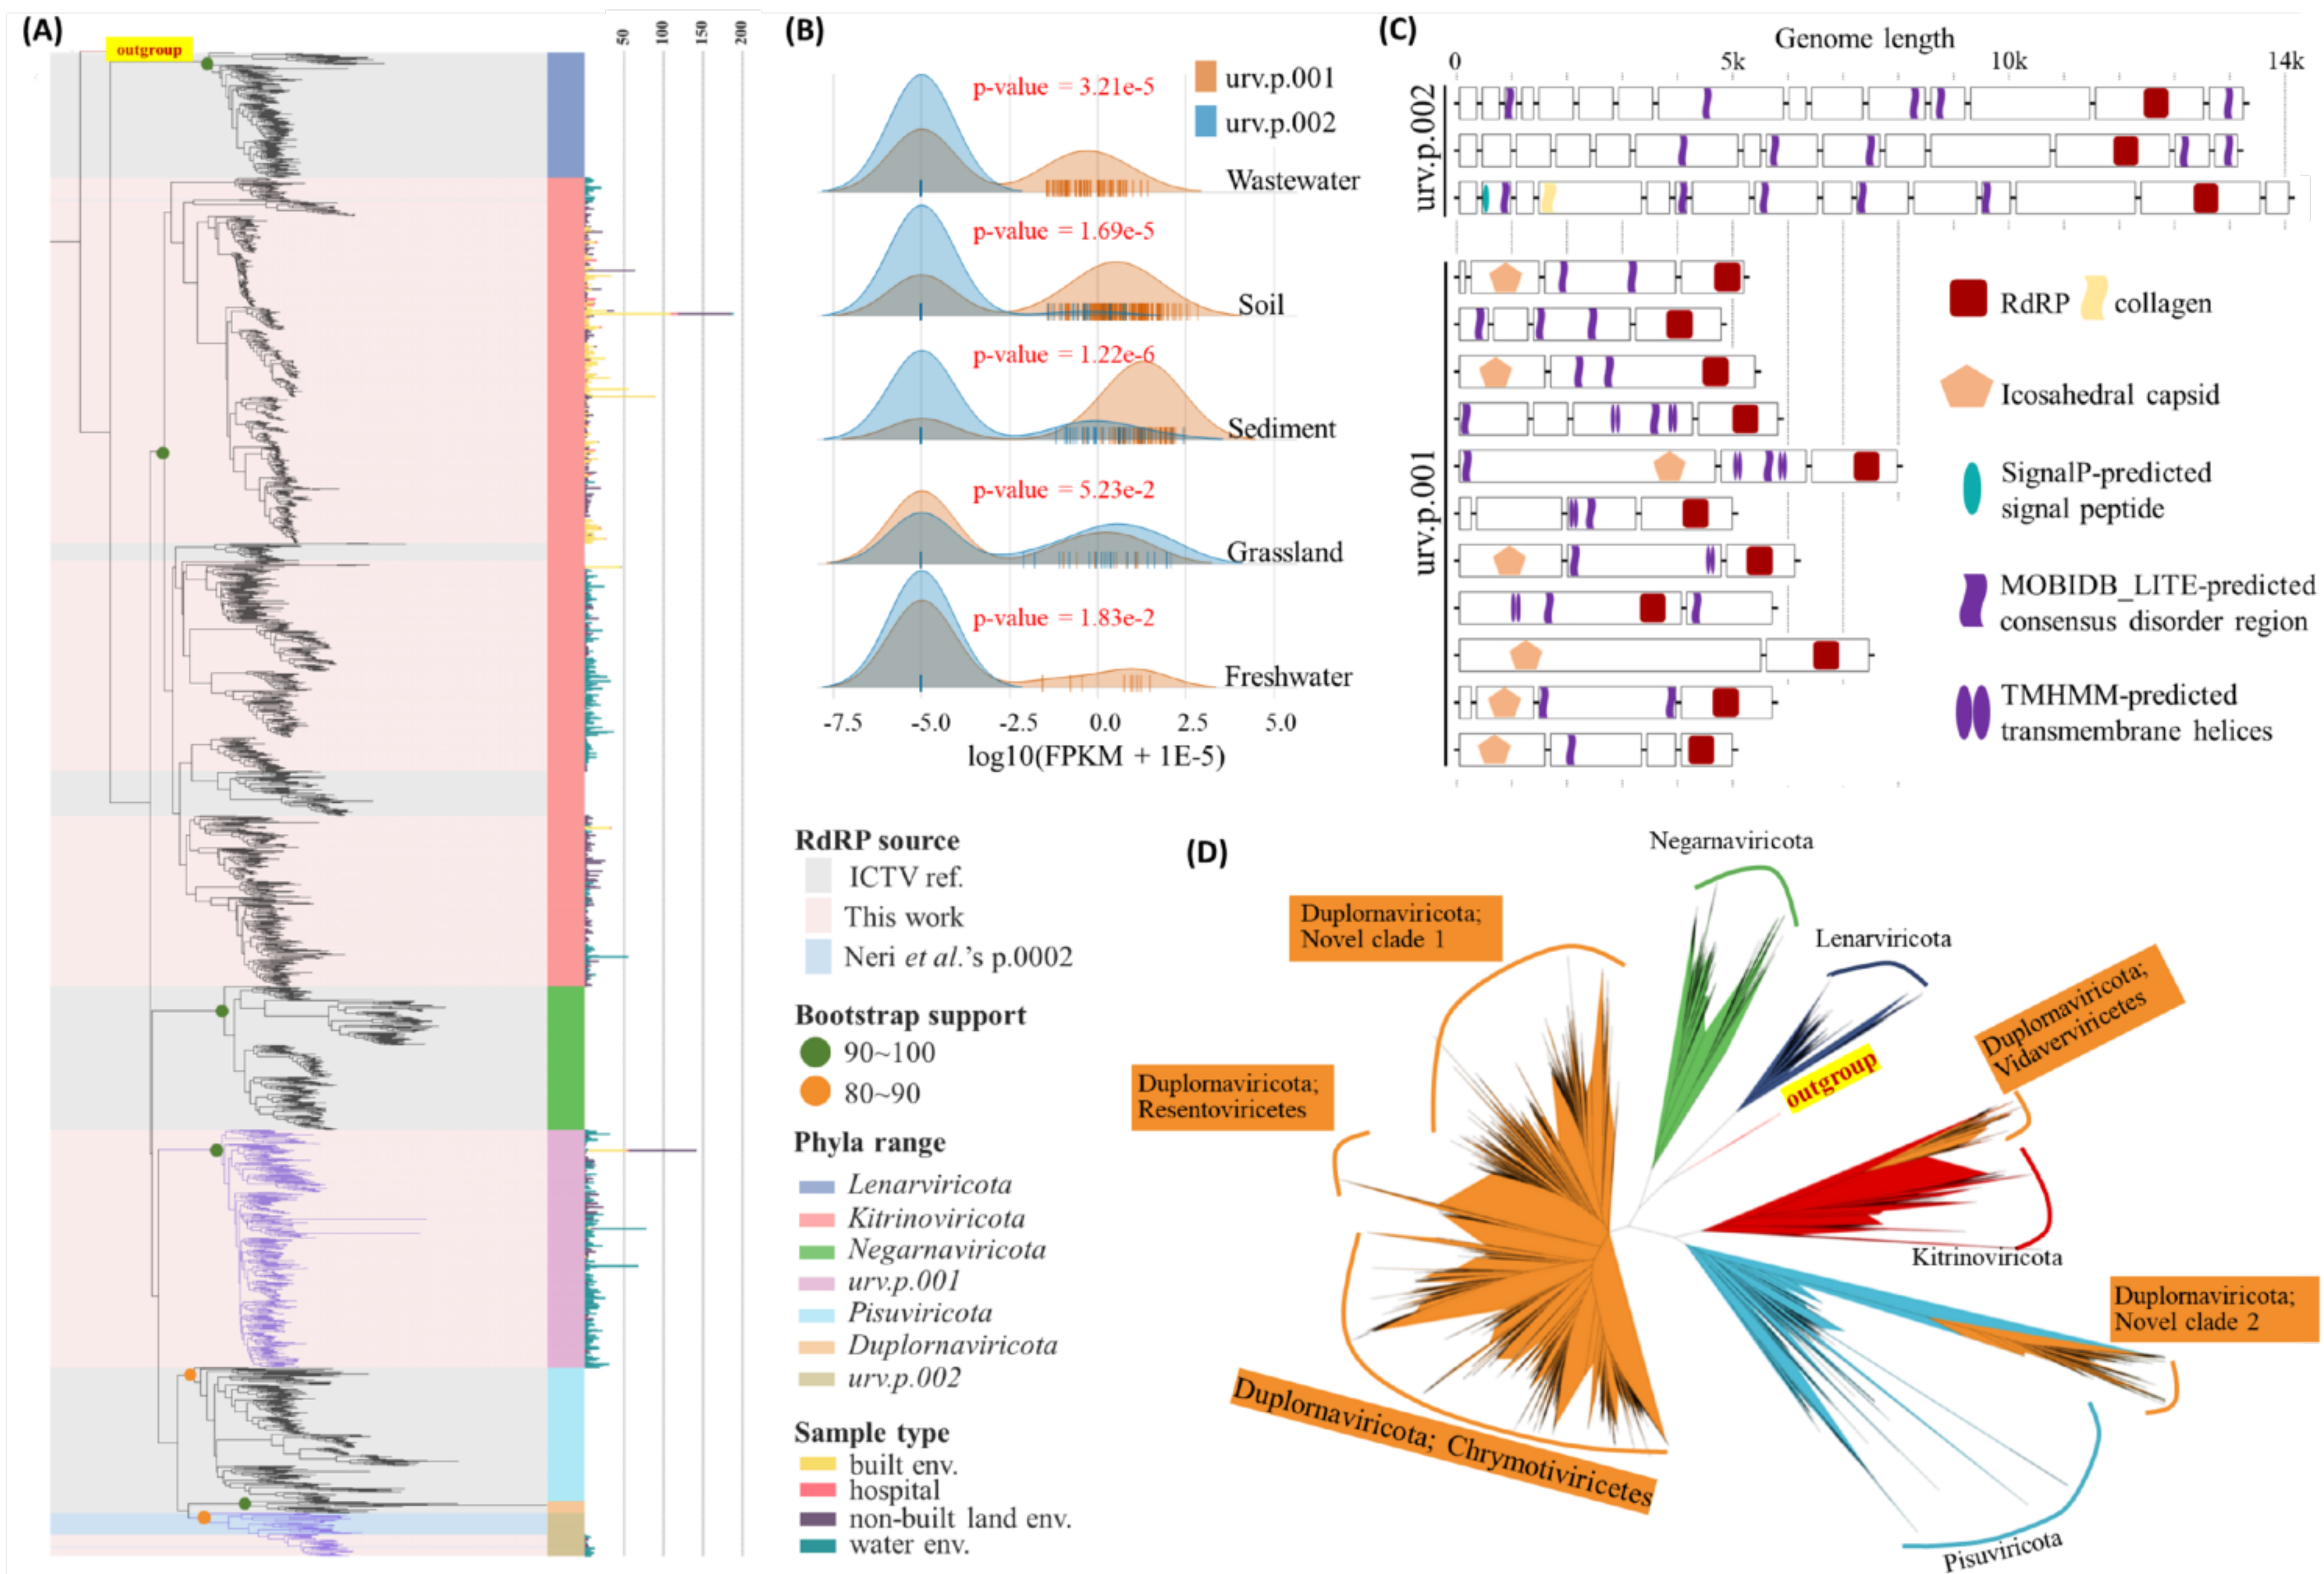 (A)
outgroup
50
100
150
200
(B)
p-value = 3.21e-5
urv.p.001
urv.p.002
Wastewater
p-value = 1.69e-5
Soil
p-value = 1.22e-6
Sediment
p-value = 5.23e-2
Grassland
p-value = 1.83e-2
Freshwater
-7.5
-5.0
-2.5
0.0
2.5
5.0
log10(FPKM + 1E-5)
(C)
Genome length
0
5k
10k
14k
urv.p.002
urv.p.001
RdRP
collagen
Icosahedral capsid
SignalP-predicted
signal peptide
MOBIDB_LITE-predicted
consensus disorder region
TMHMM-predicted
transmembrane helices
RdRP source
ICTV ref.
This work
Neri et al.'s p.0002
Bootstrap support
90~100
80~90
Phyla range
Lenarviricota
Kitrinoviricota
Negarnaviricota
urv.p.001
Pisuviricota
Duplornaviricota
urv.p.002
Sample type
built env.
hospital
non-built land env.
water env.
(D)
Negarnaviricota
Duplornaviricota;
Novel clade 1
Lenarviricota
Duplornaviricota;
Vidaverviricetes
outgroup
Duplornaviricota;
Resentoviricetes
Kitrinoviricota
Duplornaviricota;
Novel clade 2
Duplornaviricota; Chrymotiviricetes
Pisuviricota